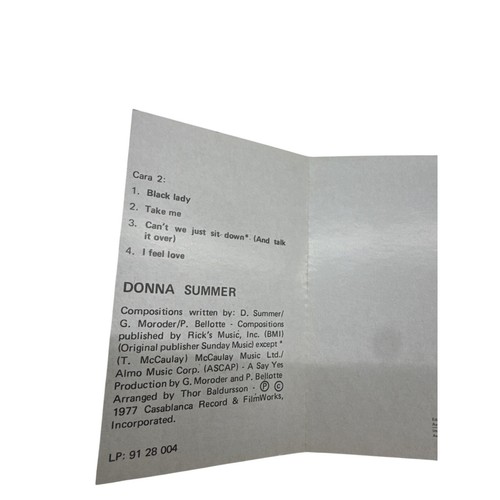 Cara 2:
1. Black lady
2. Take me
3. Can't we just sit down* (And talk
it over)
4. I feel love
DONNA SUMMER
Compositions written by: D. Summer/
G. Moroder/P. Bellotte - Compositions
published by Rick's Music, Inc. (BMI)
(Original publisher Sunday Music) except *
(T. McCaulay) McCaulay Music Ltd./
Almo Music Corp. (ASCAP) - A Say Yes
Production by G. Moroder and P. Bellotte
Arranged by Thor Baldursson - Ⓟ ©
1977 Casablanca Record & FilmWorks,
Incorporated.
LP: 91 28 004